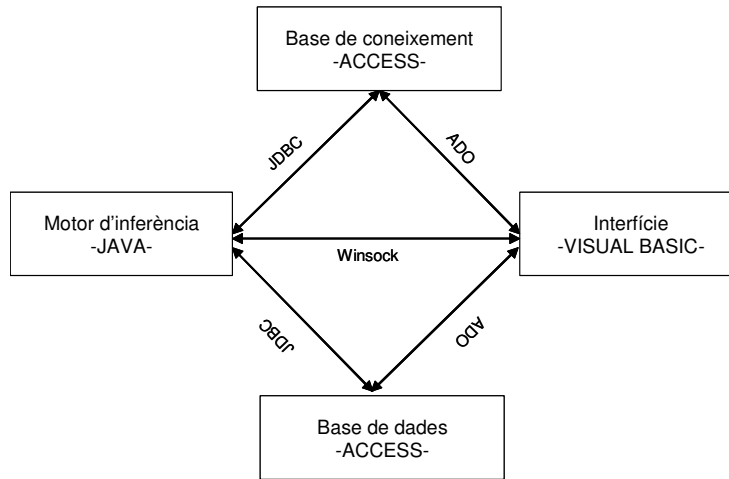 Base de coneixement
-ACCESS-
JDBC
ADO
Motor d'inferència
-JAVA-
Interfície
-VISUAL BASIC-
Winsock
JDBC
ADO
Base de dades
-ACCESS-